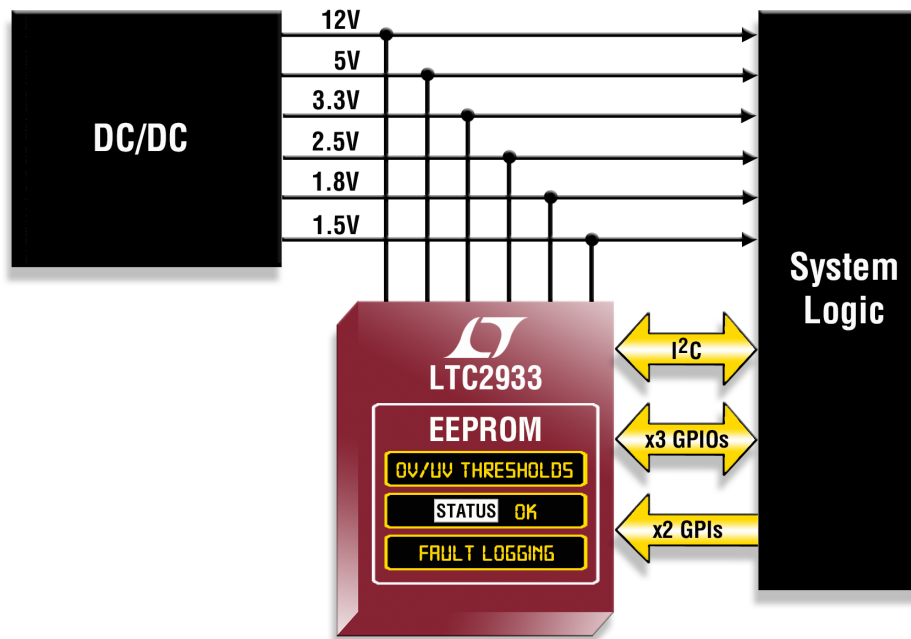 12V
5V
3.3V
2.5V
1.8V
1.5V
DC/DC
System
Logic
LTC2933
EEPROM
OV/UV THRESHOLDS
STATUS OK
FAULT LOGGING
I²C
x3 GPIOs
x2 GPIs